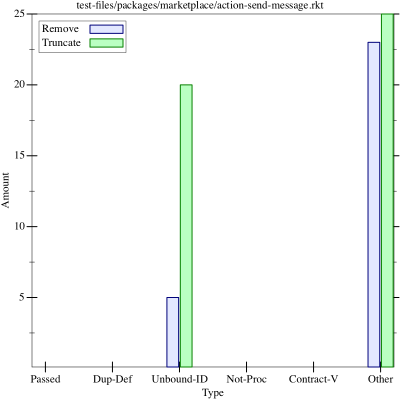 test-files/packages/marketplace/action-send-message.rkt
Remove
Truncate
25
20
15
10
5
Amount
Passed Dup-Def Unbound-ID Not-Proc Contract-V Other
Type